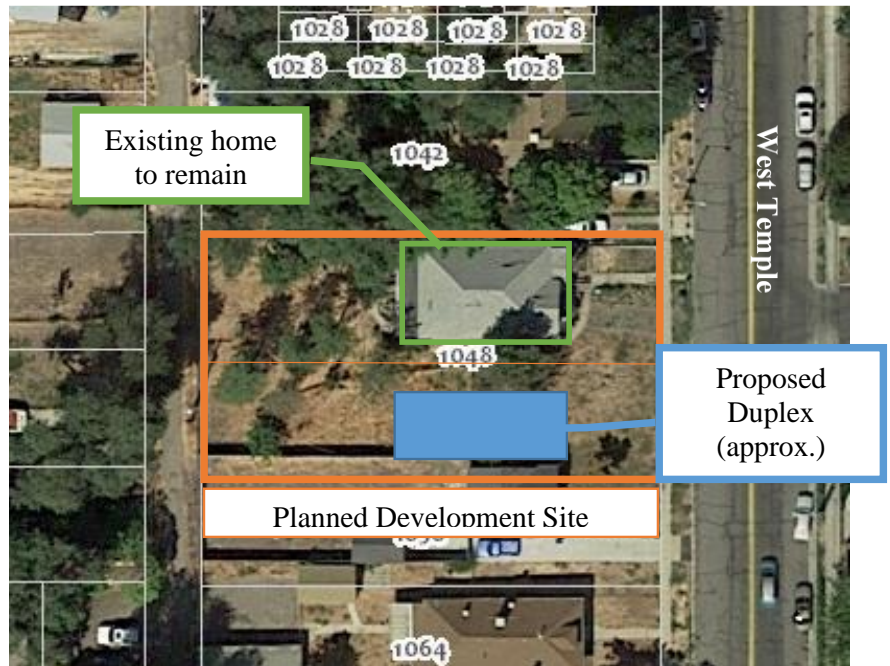 1028 1028 1028 1028
1028 1028 1028 1028
Existing home
to remain
1042
West Temple
1048
Proposed
Duplex
(approx.)
Planned Development Site
1064